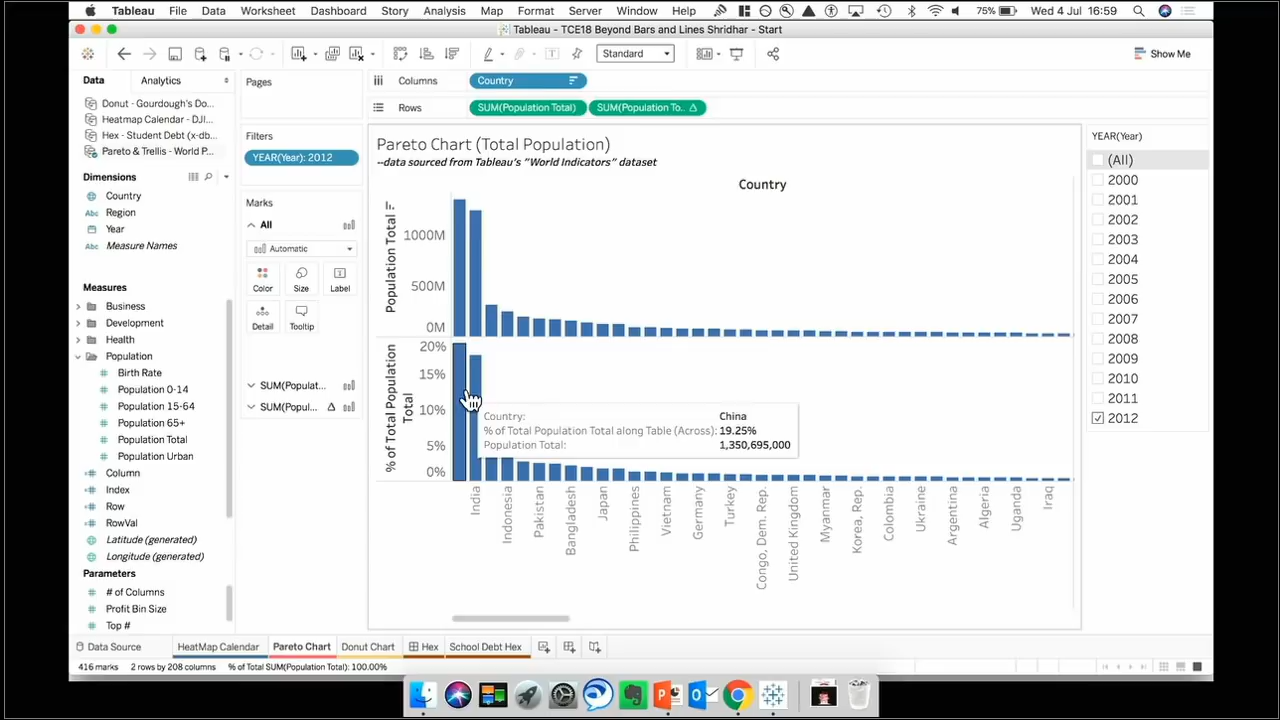 Tableau File Data Worksheet Dashboard Story Analysis Map Format Server Window Help 75% Wed 4 Jul 16:59
Tableau - TCE18 Beyond Bars and Lines Shridhar - Start
Standard
Show Me
Data Analytics
Donut - Gourdough's Do...
Heatmap Calendar - DJI...
Hex - Student Debt (x-db...
Pareto & Trellis - World P...
Dimensions
Country
Abc Region
Year
Abc Measure Names
Measures
Business
Development
Health
Population
Birth Rate
Population 0-14
Population 15-64
Population 65+
Population Total
Population Urban
Column
Index
Row
RowVal
Latitude (generated)
Longitude (generated)
Parameters
# of Columns
Profit Bin Size
Top #
Pages
Filters
YEAR(Year): 2012
Marks
All
Automatic
Color Size Label
Detail Tooltip
SUM(Populat...
SUM(Popul... Δ
Columns Country
Rows SUM(Population Total) SUM(Population To.. Δ
Pareto Chart (Total Population)
--data sourced from Tableau's "World Indicators" dataset
Country
Population Total
1000M
500M
0M
% of Total Population Total
20%
15%
10%
5%
0%
Country: China
% of Total Population Total along Table (Across): 19.25%
Population Total: 1,350,695,000
India
Indonesia
Pakistan
Bangladesh
Japan
Philippines
Vietnam
Germany
Turkey
Congo, Dem. Rep.
United Kingdom
Myanmar
Korea, Rep.
Colombia
Ukraine
Argentina
Algeria
Uganda
Iraq
YEAR(Year)
(All)
2000
2001
2002
2003
2004
2005
2006
2007
2008
2009
2010
2011
2012
Data Source HeatMap Calendar Pareto Chart Donut Chart Hex School Debt Hex
416 marks 2 rows by 208 columns % of Total SUM(Population Total): 100.00%